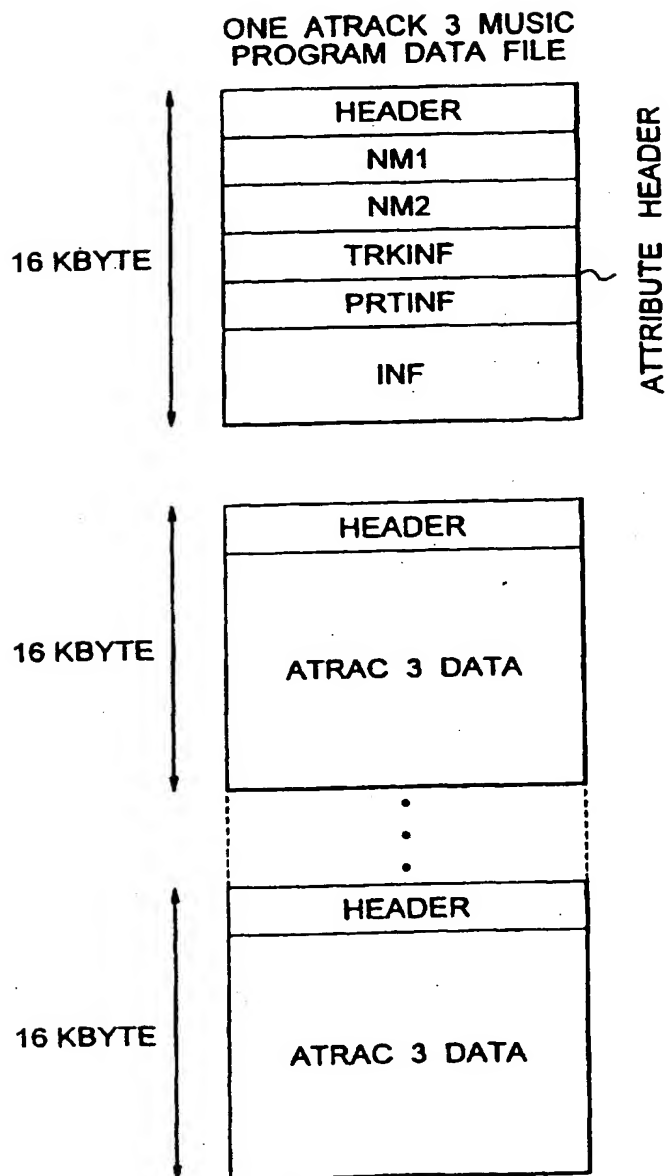 ONE ATRACK 3 MUSIC
PROGRAM DATA FILE
HEADER
NM1
NM2
TRKINF
PRTINF
INF
16 KBYTE
ATTRIBUTE HEADER
HEADER
ATRAC 3 DATA
16 KBYTE
HEADER
ATRAC 3 DATA
16 KBYTE